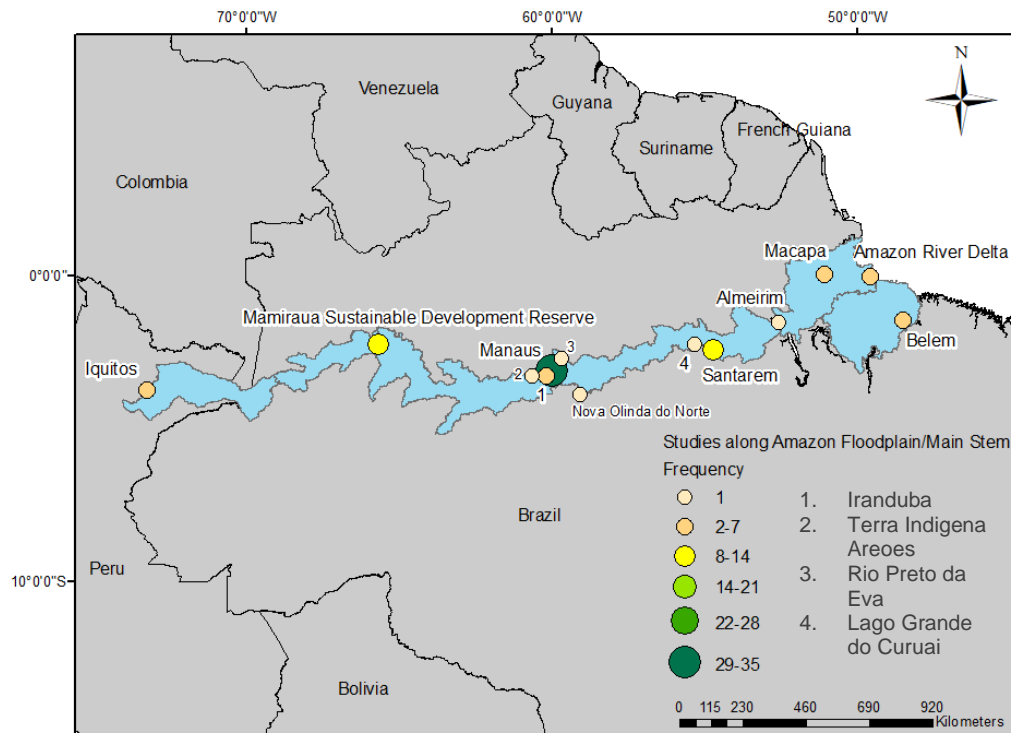 70°0'0"W
60°0'0"W
50°0'0"W
N
Venezuela
Guyana
French Guiana
Suriname
Colombia
Macapa
Amazon River Delta
0°0'0"
Almeirim
Mamiraua Sustainable Development Reserve
Manaus
3
Belem
Iquitos
2
4
Santarem
1
Nova Olinda do Norte
Studies along Amazon Floodplain/Main Stem
Frequency
1
2-7
8-14
14-21
22-28
29-35
1. Iranduba
2. Terra Indigena
Areoes
3. Rio Preto da
Eva
4. Lago Grande
do Curuai
Brazil
Peru
10°0'0"S
Bolivia
0 115 230 460 690 920
Kilometers